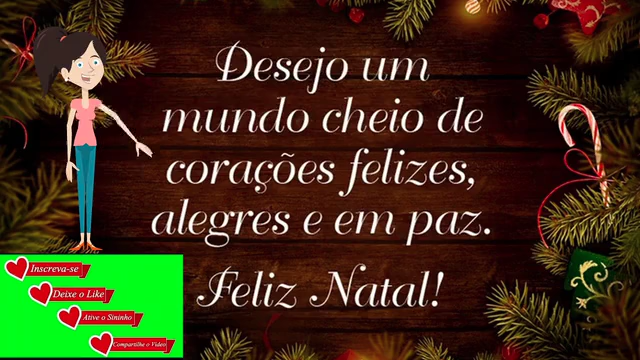 Desejo um
mundo cheio de
corações felizes,
alegres e em paz.
Feliz Natal!
Inscreva-se
Deixe o Like
Ative o Sininho
Compartilhe o Video